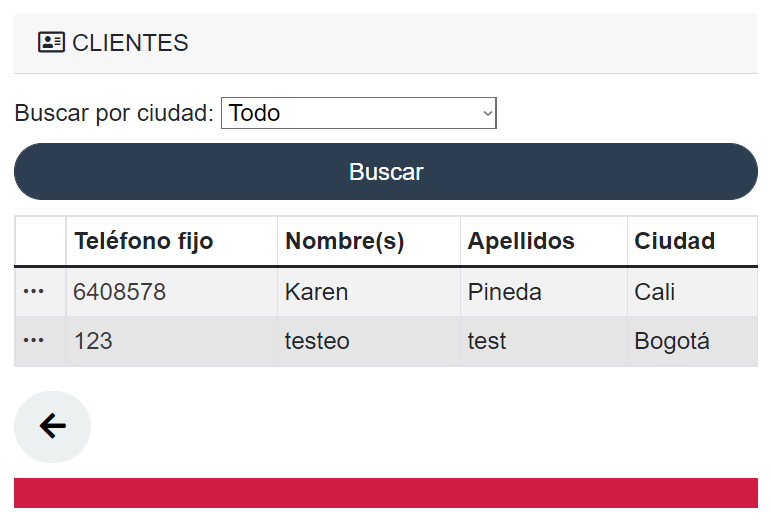 CLIENTES
Buscar por ciudad: Todo
Buscar
Teléfono fijo Nombre(s) Apellidos Ciudad
••• 6408578 Karen Pineda Cali
••• 123 testeo test Bogotá